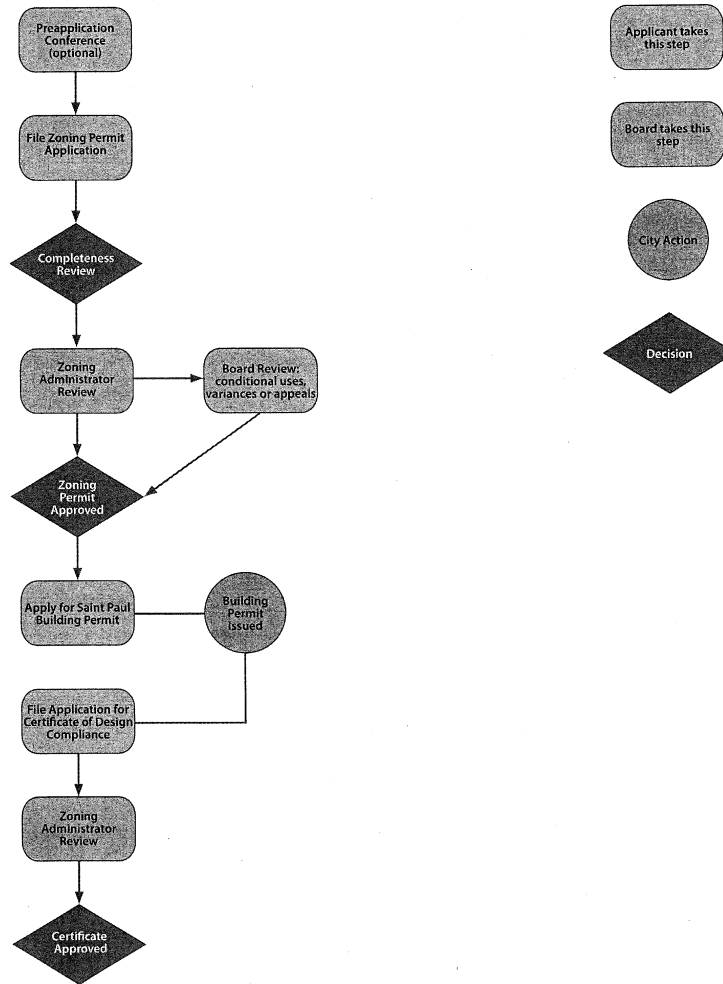 Preapplication
Conference
(optional)
File Zoning Permit
Application
Completeness
Review
Zoning
Administrator
Review
Board Review:
conditional uses,
variances or appeals
Zoning
Permit
Approved
Apply for Saint Paul
Building Permit
Building
Permit
Issued
File Application for
Certificate of Design
Compliance
Zoning
Administrator
Review
Certificate
Approved
Applicant takes
this step
Board takes this
step
City Action
Decision